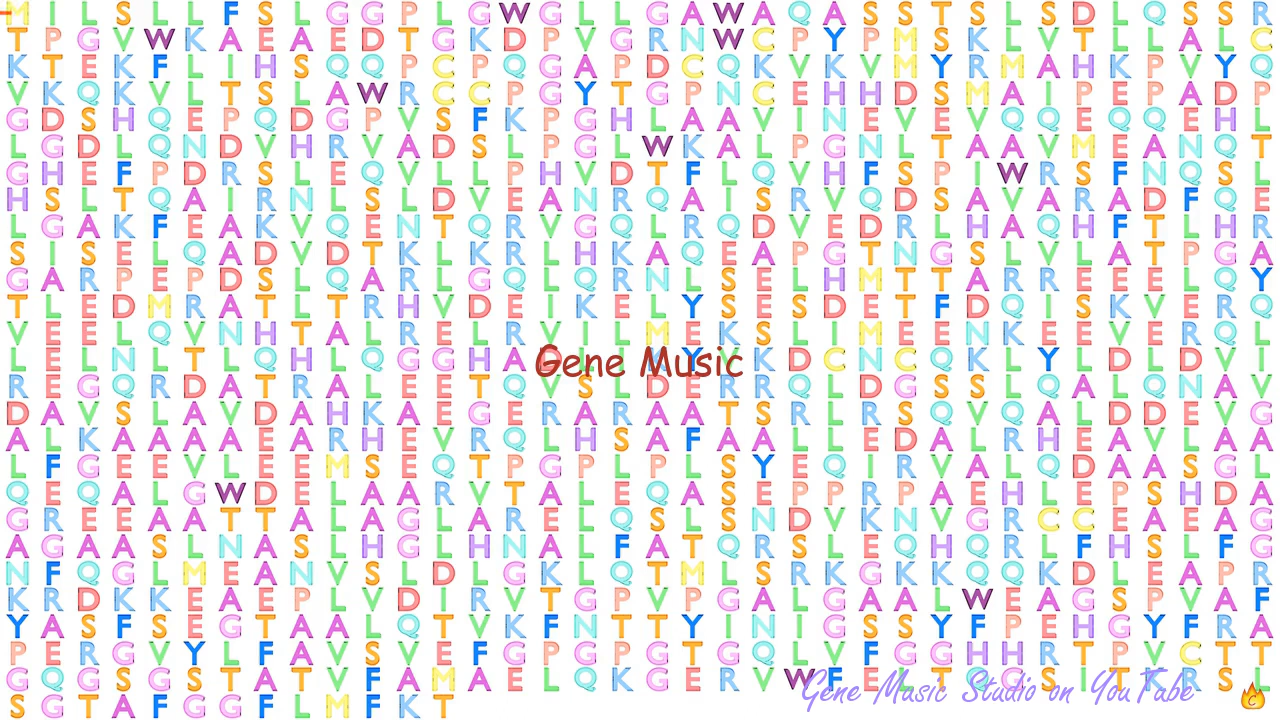 M I L S L L F S L G G P L G W G L L G A W A Q A S S T S L S D L Q S S R
T P G V W K A E A E D T G K D P V G R N W C P Y P M S K L V T L L A L C
K T E K F L I H S Q Q P C P Q G A P D C Q K V K V M Y R M A H K P V Y Q
V K Q K V L T S L A W R C C P G Y T G P N C E H H D S M A I P E P A D P
G D S H Q E P Q D G P V S F K P G H L A A V I N E V E V Q Q E Q Q E H L
L G D L Q N D V H R V A D S L P G L W K A L P G N L T A A V M E A N Q T
G H E F P D R S L E Q V L L P H V D T F L Q V H F S P I W R S F N Q S L
H S L T Q A I R N L S L D V E A N R Q A I S R V Q D S A V A R A D F Q E
L G A K F E A K V Q E N T Q R V G Q L R Q D V E D R L H A Q H F T L H R
S I S E L Q A D V D T K L K R L H K A Q E A P G T N G S L V L A T P G A
G A R P E P D S L Q A R L G Q L Q R N L S E L H M T T A R R E E E L Q Y
T L E D M R A T L T R H V D E I K E L Y S E S D E T F D Q I S K V E R Q
V E E L Q V N H T A L R E L R V I L M E K S L I M E E N K E E V E R Q L
L E L N L T L Q H L Q G G H A D L L K Y V K D C N C Q K L Y L D L D V I
Gene Music
R E G Q R D A T R A L E E T Q V S L D E R R Q L D G S S L Q A L Q N A V
D A V S L A V D A H K A E G E R A R A A T S R L R S Q V Q A L D D E V G
A L K A A A A E A R H E V R Q L H S A F A A L L E D A L R H E A V L A A
L F G E E V L E E M S E Q T P G P L P L S Y E Q I R V A L Q D A A S G L
Q E Q A L G W D E L A A R V T A L E Q A S E P P R P A E H L E P S H D A
G R E E A A T T A L A G L A R E L Q S L S N D V K N V G R C C E A E A G
A G A A S L N A S L H G L H N A L F A T Q R S L E Q H Q R L F H S L F G
N F Q G L M E A N V S L D L G K L Q T M L S R K G K K Q Q K D L E A P R
K R D K K E A E P L V D I R V T G P V P G A L G A A L W E A G S P V A F
Y A S F S E G T A A L Q T V K F N T T Y I N I G S S Y F P E H G Y F R A
P E R G V Y L F A V S V E F G P G P G T G Q L V F G G H H R T P V C T T
G Q G S G S T A T V F A M A E L Q K G E R V W F E L T Q G S I T K R S L
Gene Music Studio on YouTube
S G T A F G G F L M F K T